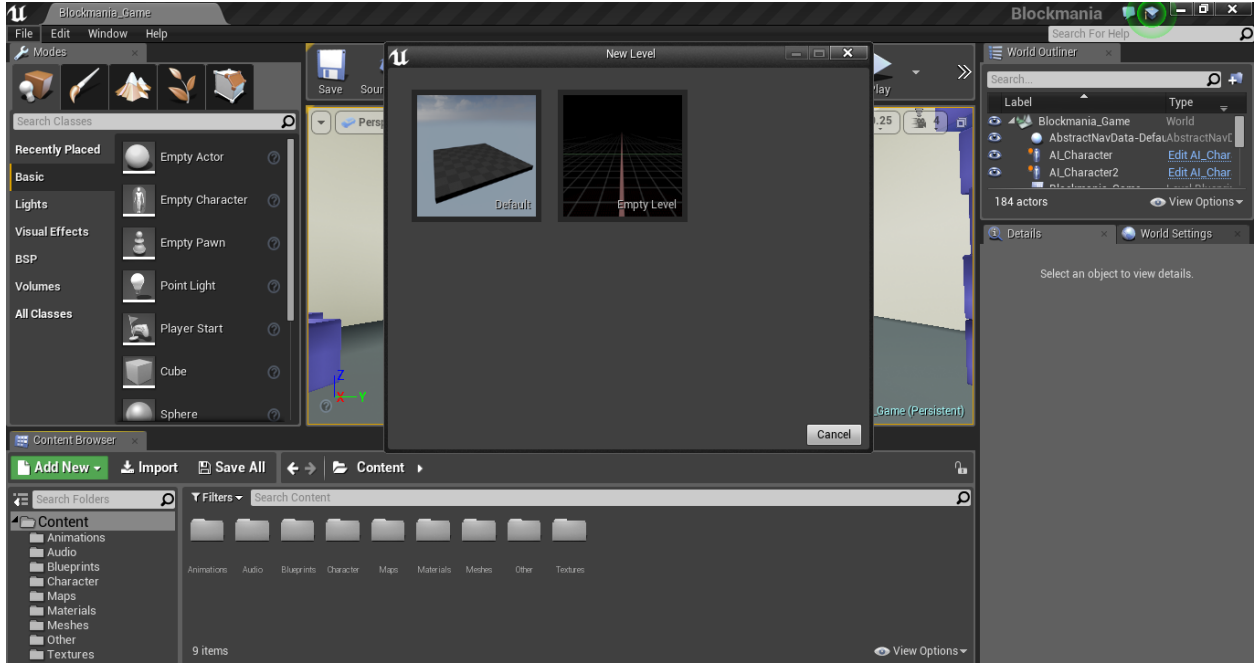 Blockmania_Game
Blockmania
File Edit Window Help
Search For Help
Modes
Search Classes
Recently Placed
Basic
Lights
Visual Effects
BSP
Volumes
All Classes
Empty Actor
Empty Character
Empty Pawn
Point Light
Player Start
Cube
Sphere
Save
Sour
Play
Persp
0.25
4
Z
X
Y
_Game (Persistent)
New Level
Default
Empty Level
Cancel
World Outliner
Search...
Label Type
Blockmania_Game World
AbstractNavData-Defau AbstractNavD
AI_Character Edit AI_Char
AI_Character2 Edit AI_Char
184 actors View Options
Details
World Settings
Select an object to view details.
Content Browser
Add New Import Save All Content
Search Folders
Content
Animations
Audio
Blueprints
Character
Maps
Materials
Meshes
Other
Textures
Filters
Search Content
Animations Audio Blueprints Character Maps Materials Meshes Other Textures
9 items
View Options